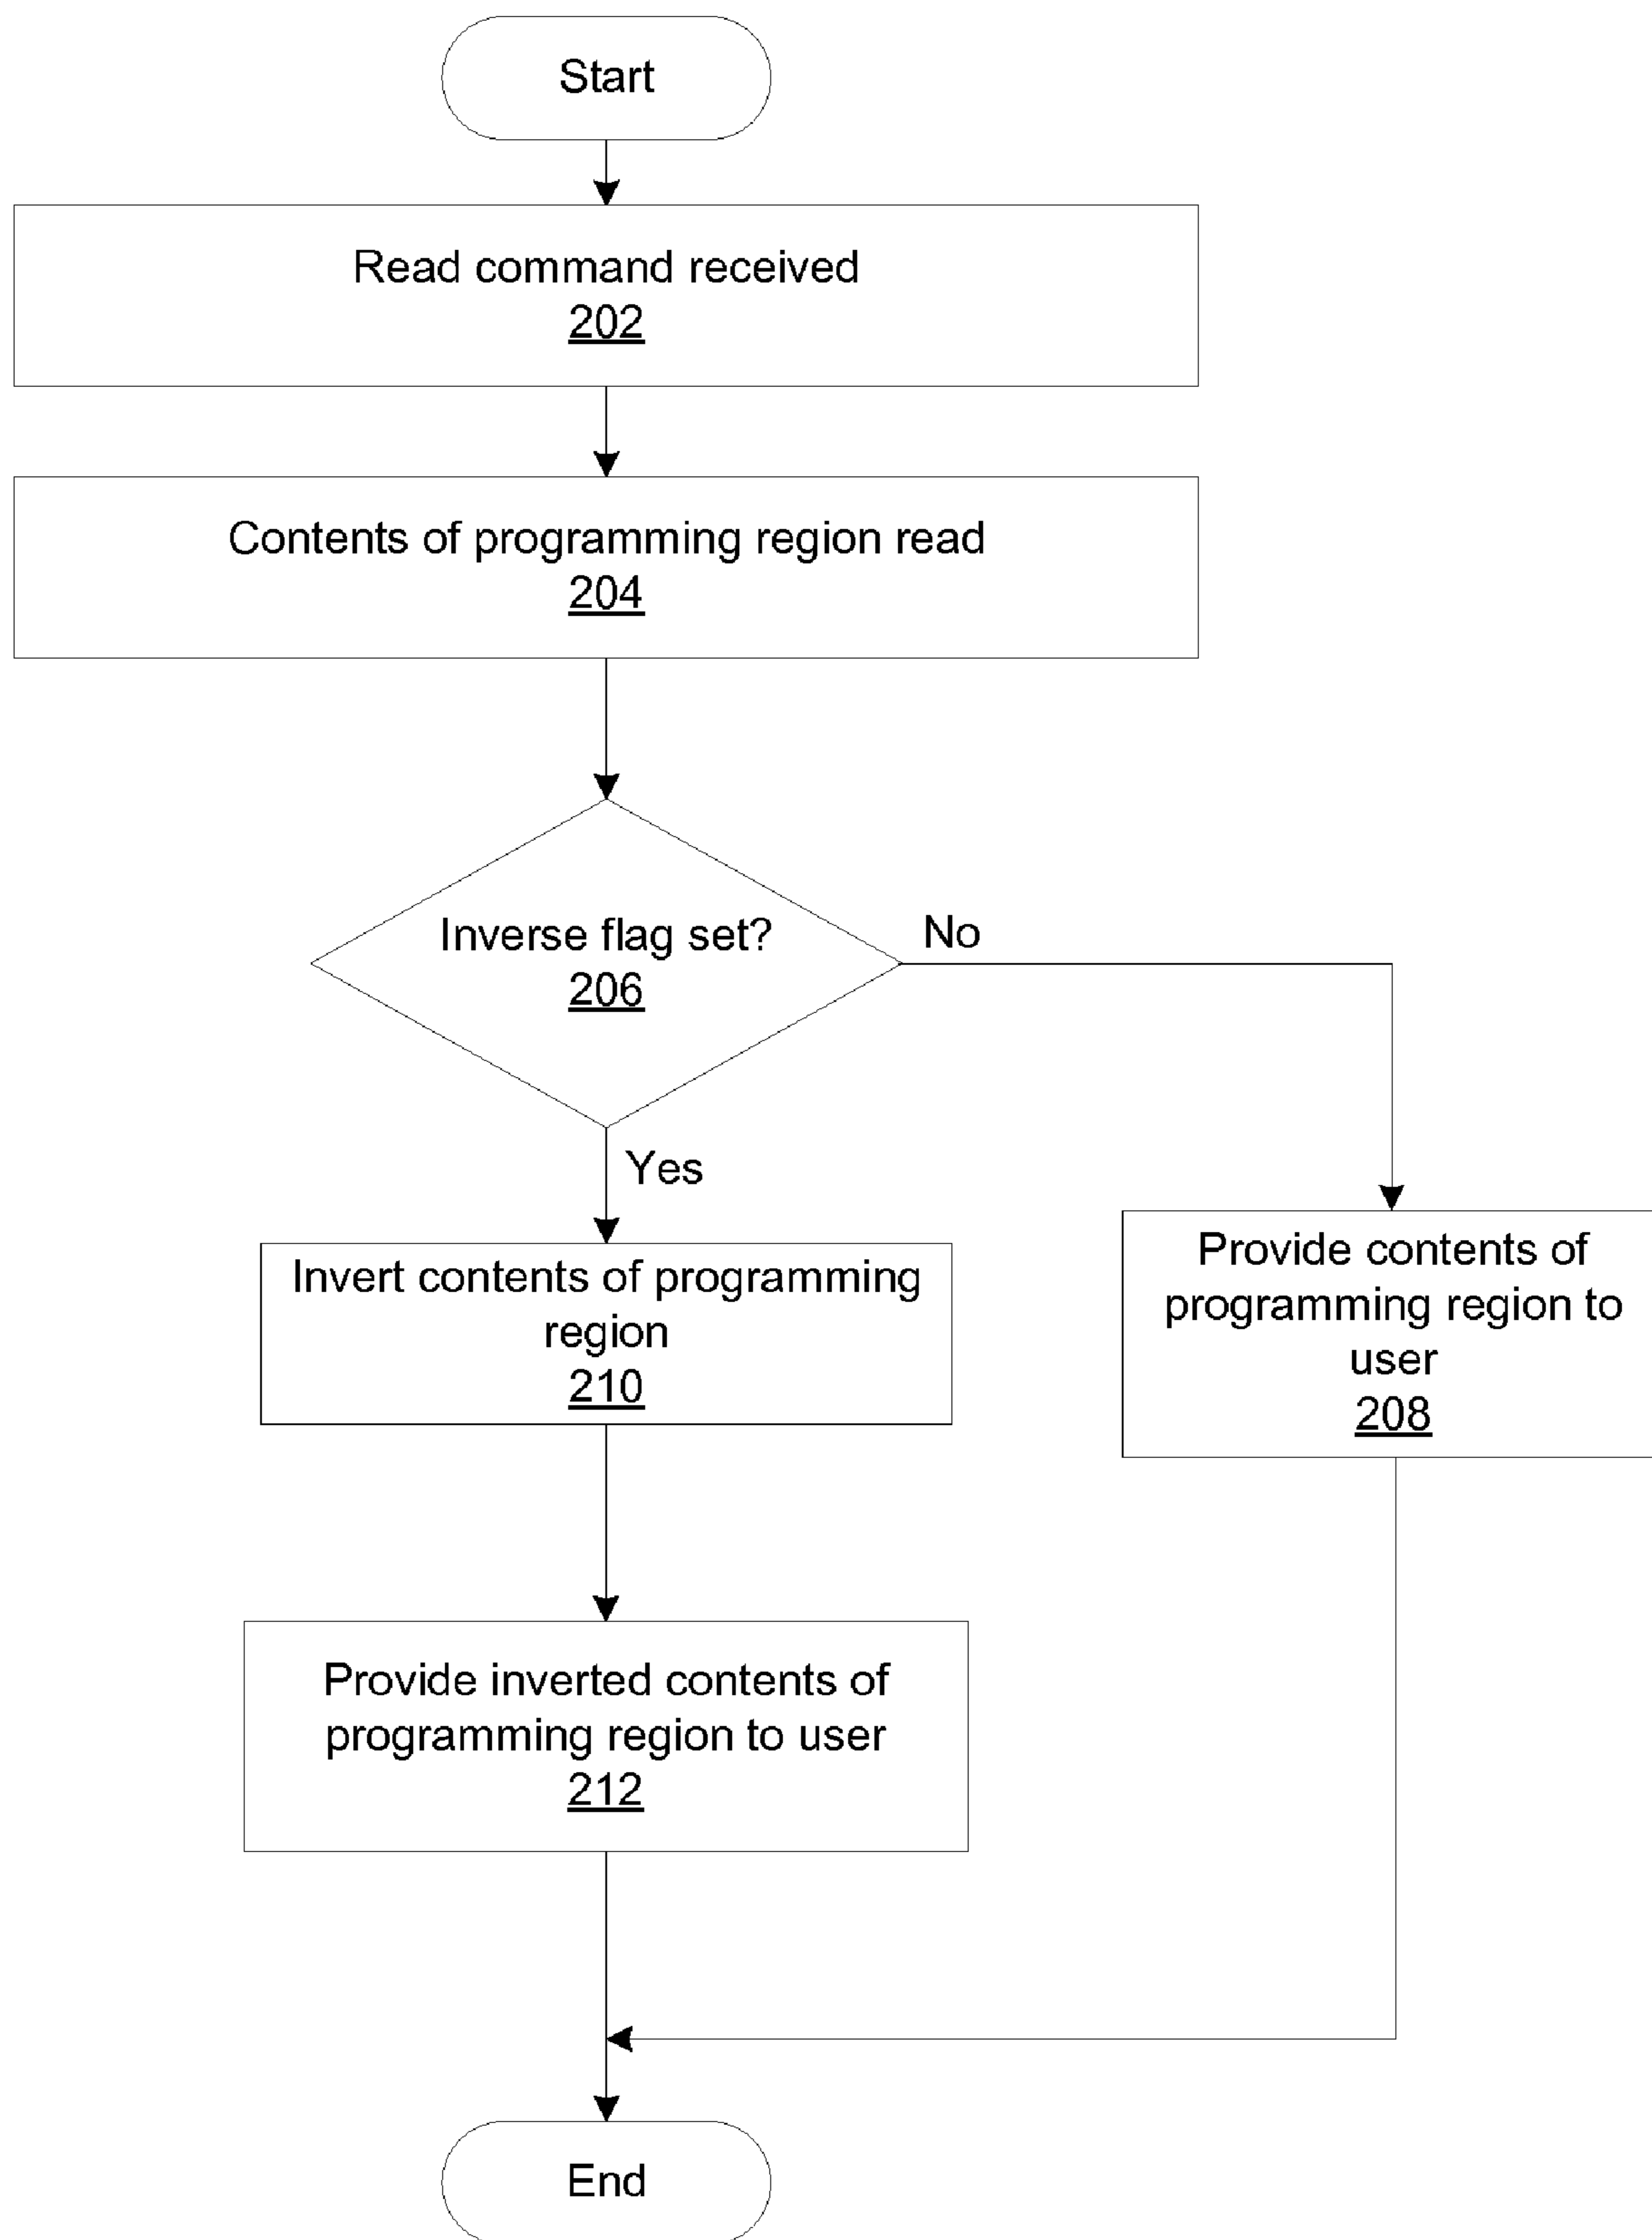 Start
Read command received
202
Contents of programming region read
204
Inverse flag set?
206
No
Yes
Invert contents of programming
region
210
Provide contents of
programming region to
user
208
Provide inverted contents of
programming region to user
212
End